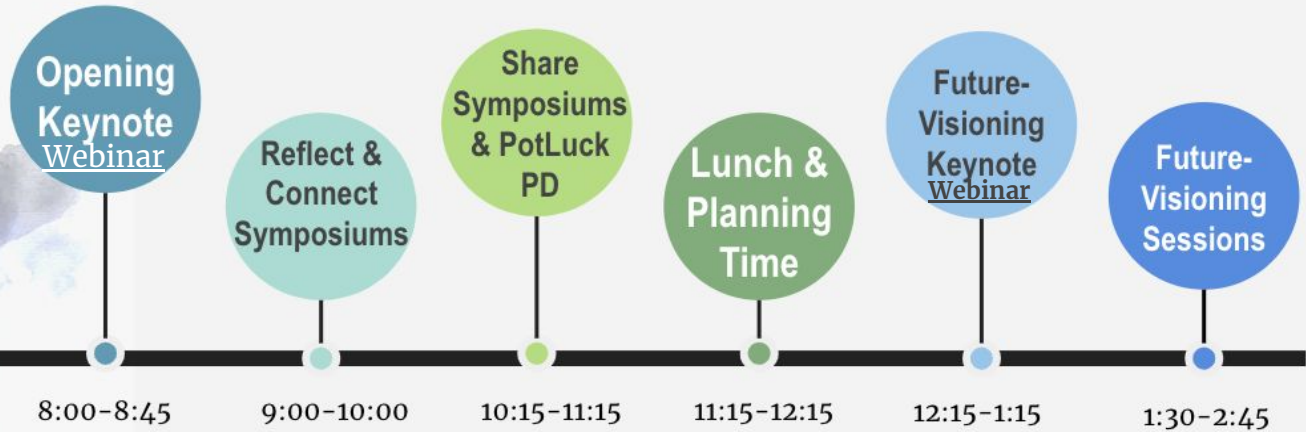 Opening
Keynote
Webinar
Reflect &
Connect
Symposiums
Share
Symposiums
& PotLuck
PD
Lunch &
Planning
Time
Future-
Visioning
Keynote
Webinar
Future-
Visioning
Sessions
8:00-8:45
9:00-10:00
10:15-11:15
11:15-12:15
12:15-1:15
1:30-2:45